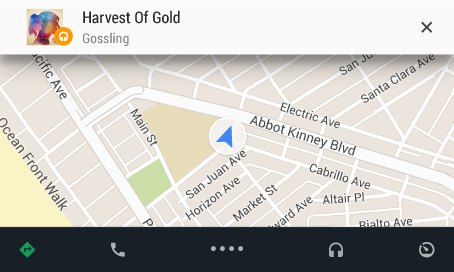 Harvest Of Gold
Gossling
Pacific Ave
San Ju
Santa Clara Ave
Electric Ave
Abbot Kinney Blvd
Main St
Ocean Front Walk
San Juan Ave
Cabrillo Ave
Horizon Ave
Market St
Altair Pl
ward Ave
Rialto Ave
P